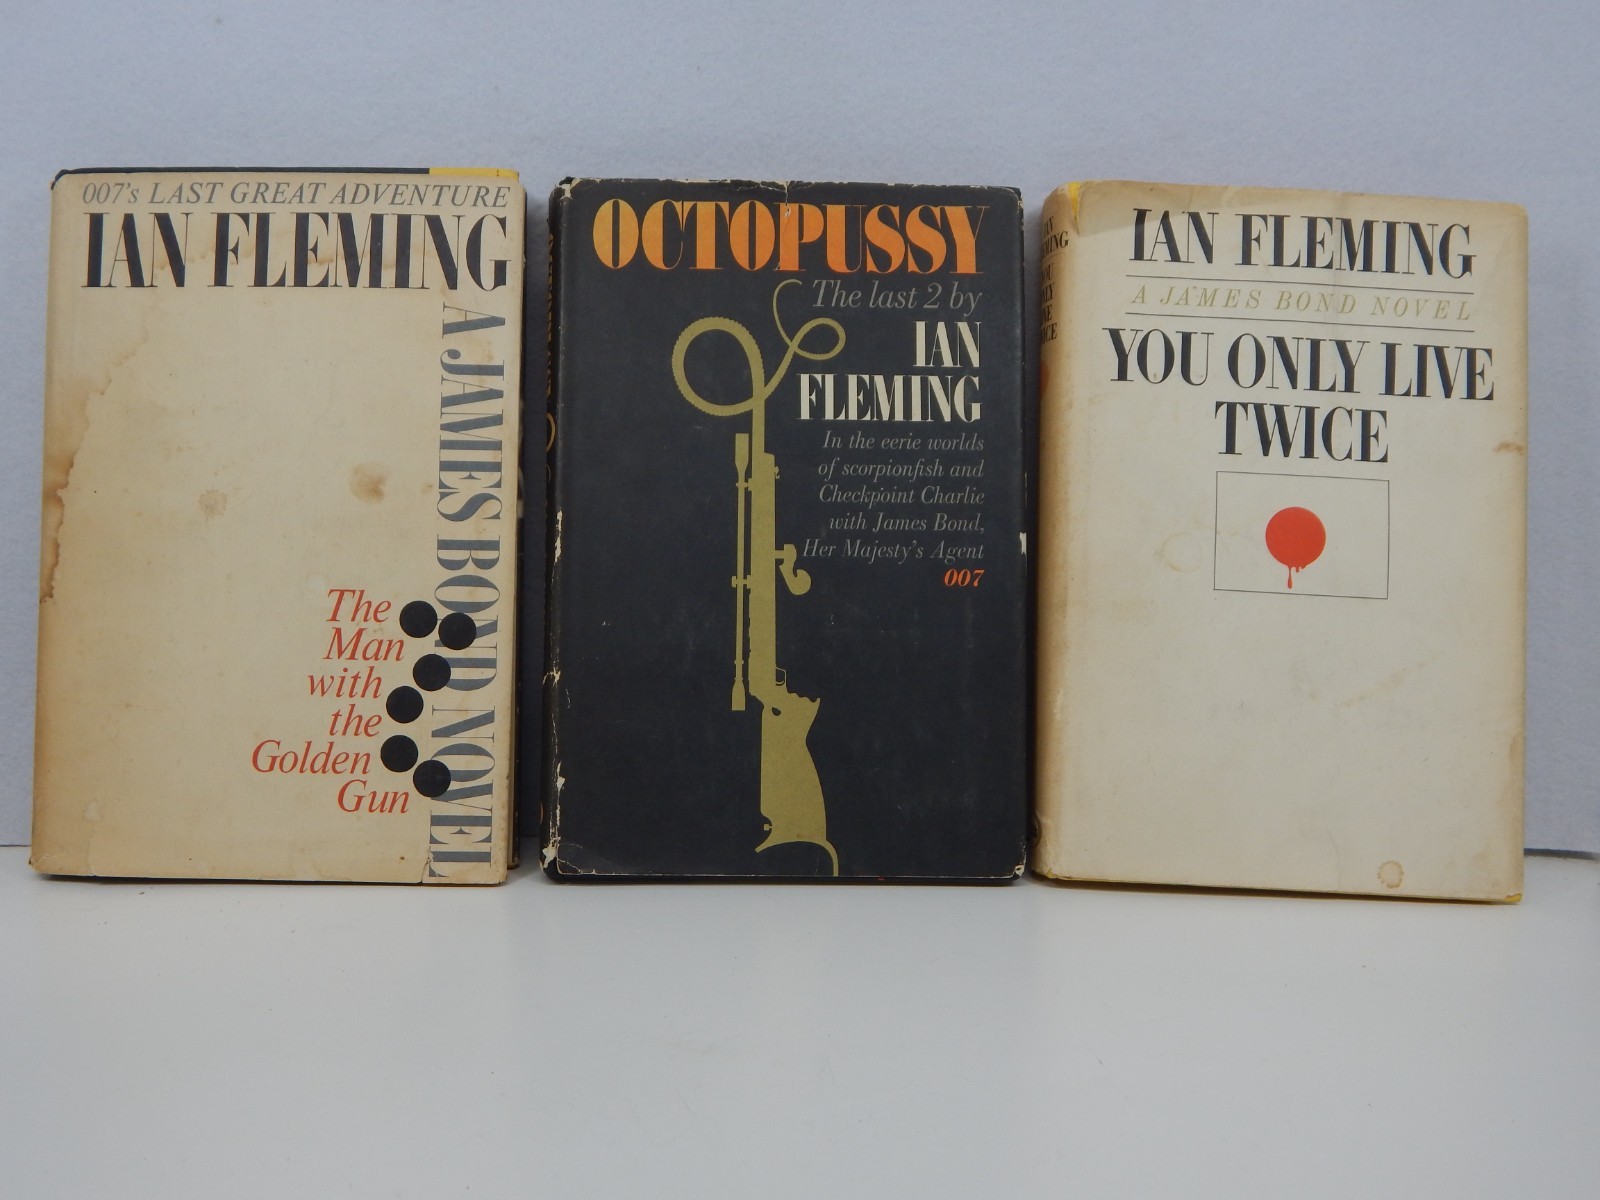 007's LAST GREAT ADVENTURE
IAN FLEMING
A JAMES BOND NOVEL
The
Man
with
the
Golden
Gun
OCTOPUSSY
The last 2 by
IAN
FLEMING
In the eerie worlds
of scorpionfish and
Checkpoint Charlie
with James Bond,
Her Majesty's Agent
007
IAN FLEMING
A JAMES BOND NOVEL
YOU ONLY LIVE
TWICE